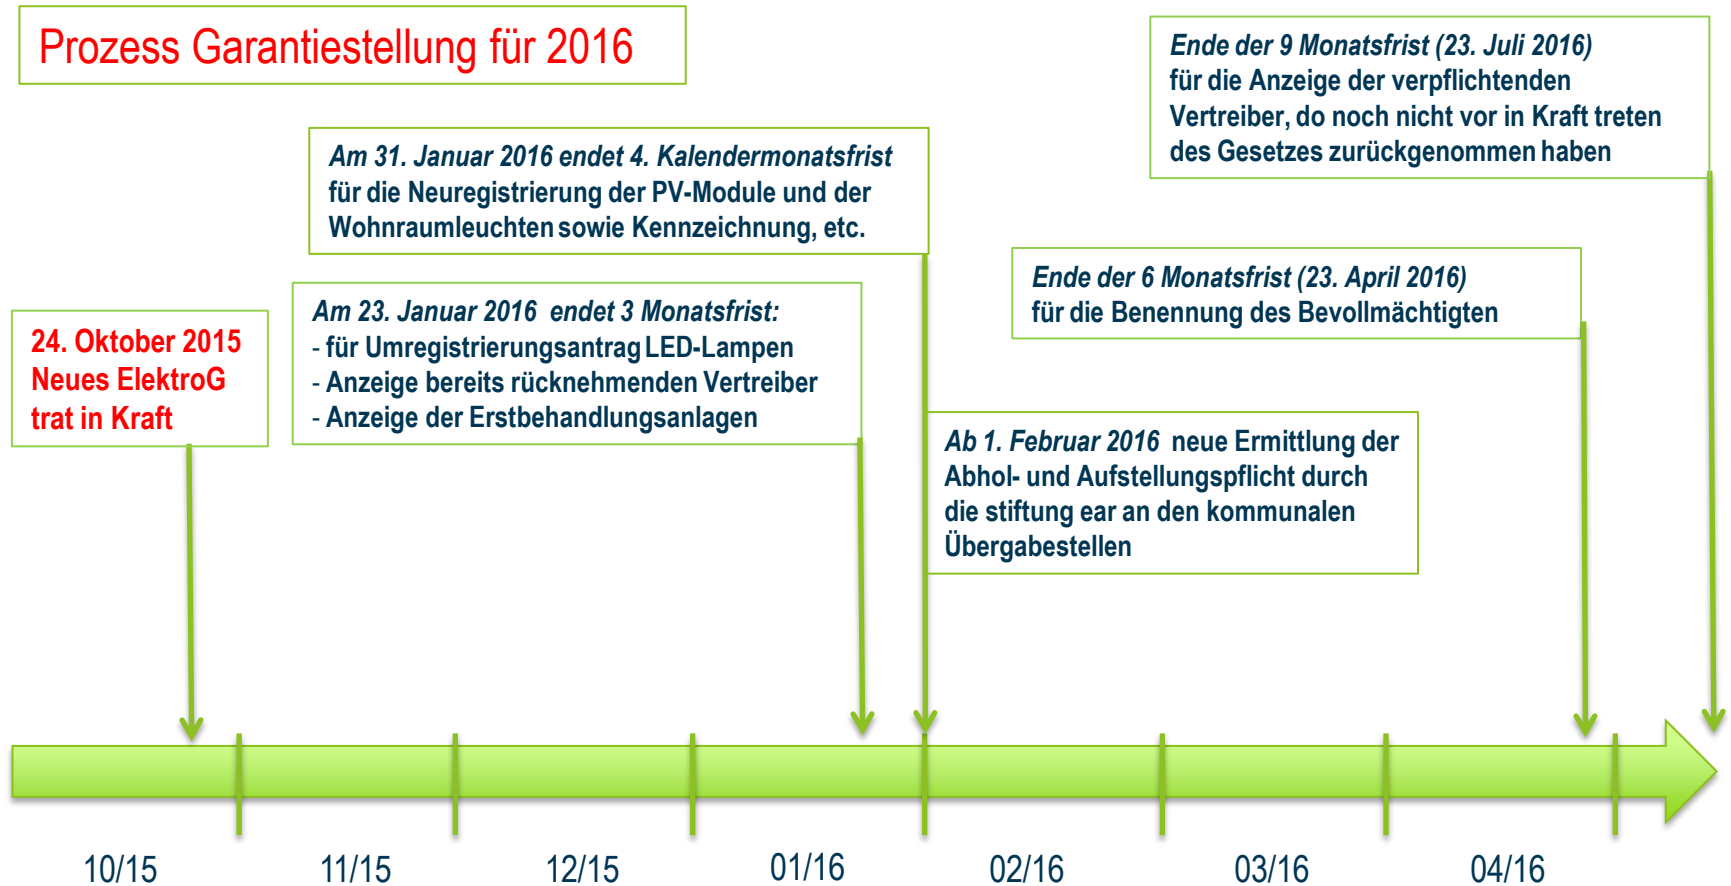 Prozess Garantiestellung für 2016
Ende der 9 Monatsfrist (23. Juli 2016)
für die Anzeige der verpflichtenden
Vertreiber, do noch nicht vor in Kraft treten
des Gesetzes zurückgenommen haben
Am 31. Januar 2016 endet 4. Kalendermonatsfrist
für die Neuregistrierung der PV-Module und der
Wohnraumleuchten sowie Kennzeichnung, etc.
Ende der 6 Monatsfrist (23. April 2016)
für die Benennung des Bevollmächtigten
Am 23. Januar 2016 endet 3 Monatsfrist:
- für Umregistrierungsantrag LED-Lampen
- Anzeige bereits rücknehmenden Vertreiber
- Anzeige der Erstbehandlungsanlagen
24. Oktober 2015
Neues ElektroG
trat in Kraft
Ab 1. Februar 2016 neue Ermittlung der
Abhol- und Aufstellungspflicht durch
die stiftung ear an den kommunalen
Übergabestellen
10/15 11/15 12/15 01/16 02/16 03/16 04/16